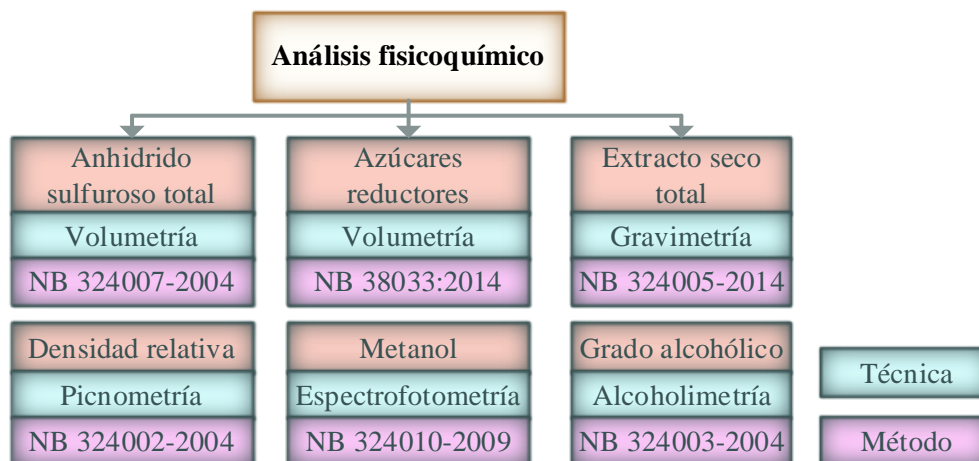 Análisis fisicoquímico
Anhidrido
sulfuroso total
Volumetría
NB 324007-2004
Azúcares
reductores
Volumetría
NB 38033:2014
Extracto seco
total
Gravimetría
NB 324005-2014
Densidad relativa
Picnometría
NB 324002-2004
Metanol
Espectrofotometría
NB 324010-2009
Grado alcohólico
Alcoholimetría
NB 324003-2004
Técnica
Método